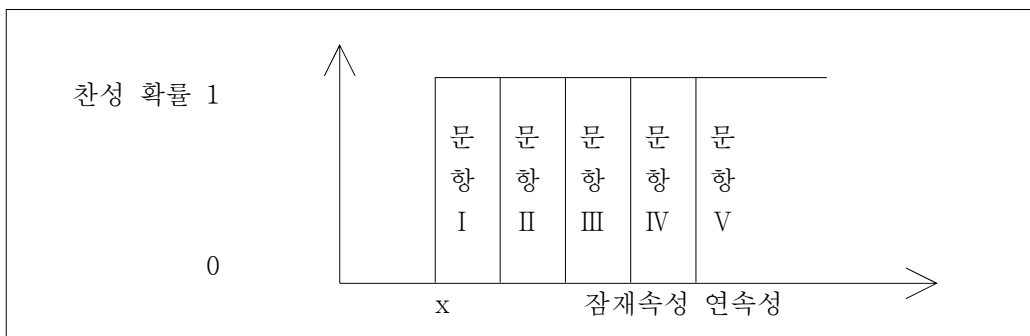 찬성 확률 1
문 문 문 문 문
항 항 항 항 항
Ⅰ Ⅱ Ⅲ Ⅳ Ⅴ
0
x 잠재속성 연속성